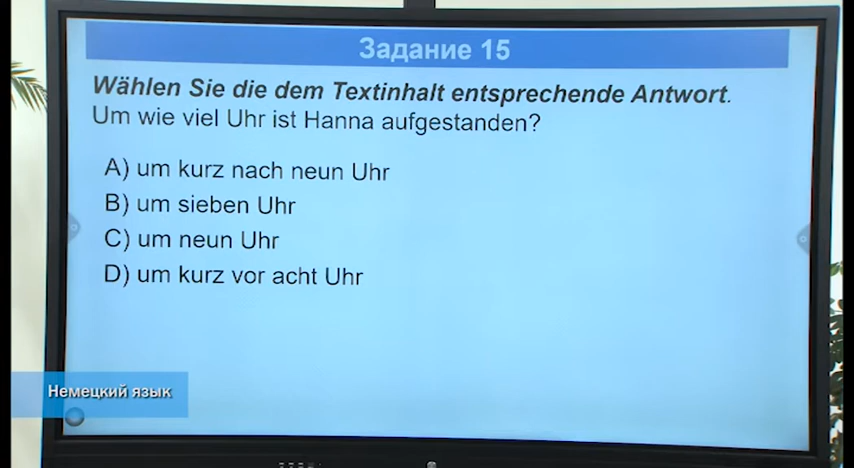 Задание 15
Wählen Sie die dem Textinhalt entsprechende Antwort.
Um wie viel Uhr ist Hanna aufgestanden?
A) um kurz nach neun Uhr
B) um sieben Uhr
C) um neun Uhr
D) um kurz vor acht Uhr
Немецкий язык